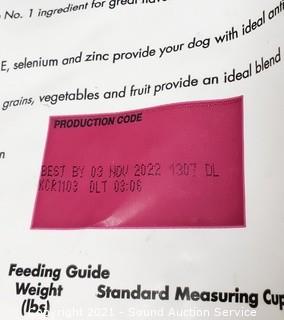 No. 1 ingredient for great
E, selenium and zinc provide your dog with ideal anti
grains, vegetables and fruit provide an ideal blend
n
PRODUCTION CODE
BEST BY 03 NOV 2022 1307 DL
KCR1103 DLT 03:06
Feeding Guide
Weight
(lbs)
Standard Measuring Cup
Copyright 2021 - Sound Auction Service